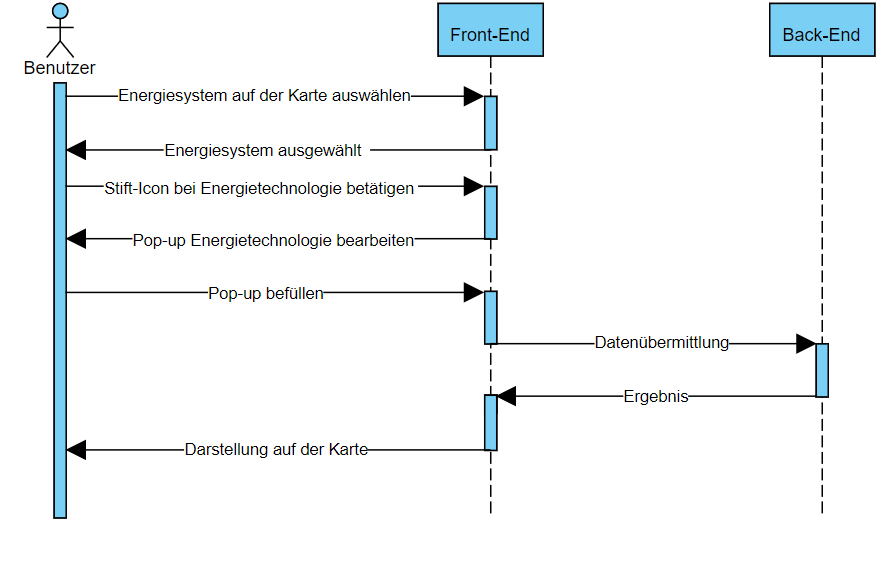 Benutzer
Front-End
Back-End
Energiesystem auf der Karte auswählen
Energiesystem ausgewählt
Stift-Icon bei Energietechnologie betätigen
Pop-up Energietechnologie bearbeiten
Pop-up befüllen
Datenübermittlung
Ergebnis
Darstellung auf der Karte